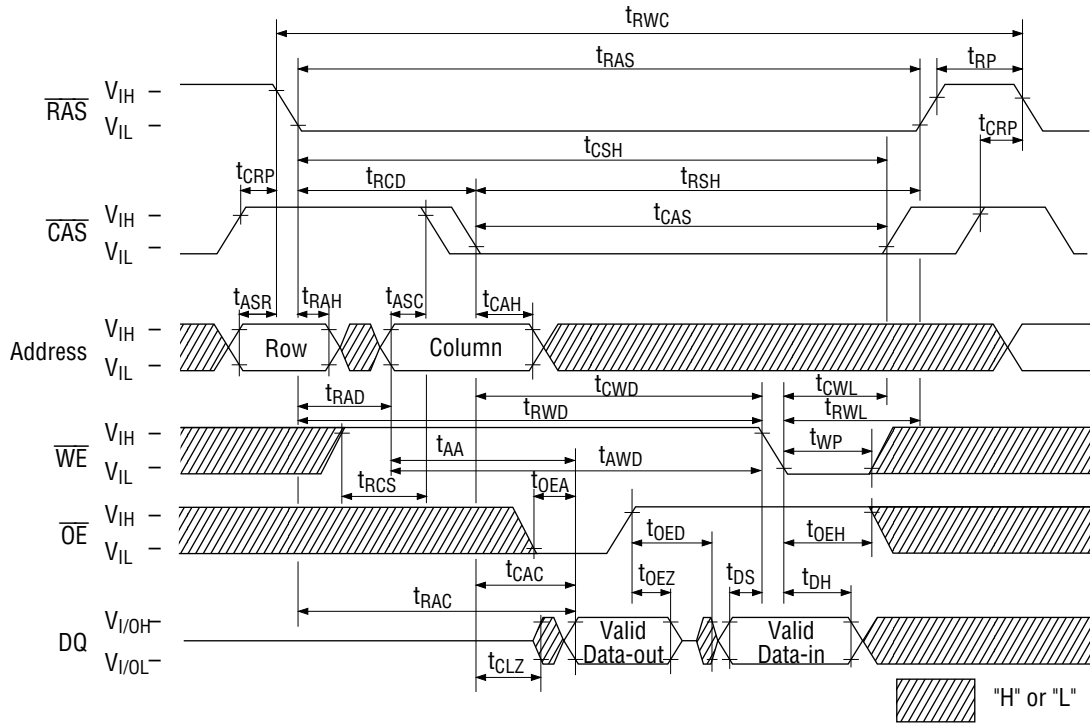 tRWC
tRAS
tRP
RAS
VIH
VIL
tCRP
tCSH
tCRP
tRCD
tRSH
CAS
VIH
VIL
tCAS
tASR
tRAH
tASC
tCAH
Address
VIH
VIL
Row
Column
tRAD
tCWD
tCWL
tRWD
tRWL
WE
VIH
VIL
tAA
tAWD
tWP
tRCS
tOEA
OE
VIH
VIL
tOED
tOEH
tCAC
tOEZ
tDS
tDH
tRAC
DQ
VI/OH
VI/OL
Valid
Data-out
Valid
Data-in
tCLZ
"H" or "L"